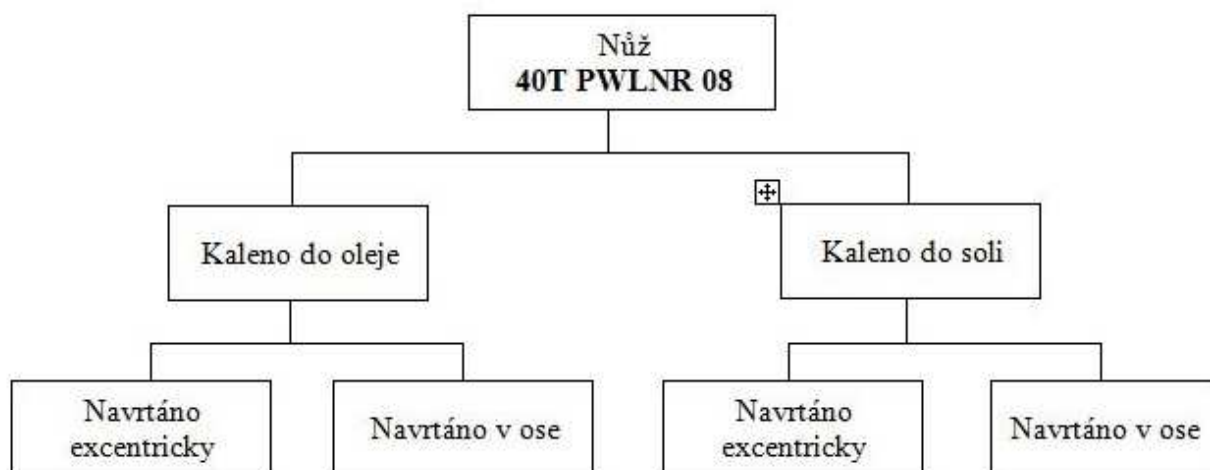 Nůž
40T PWLNR 08
Kaleno do oleje
Kaleno do soli
Navrtáno
excentricky
Navrtáno v ose
Navrtáno
excentricky
Navrtáno v ose